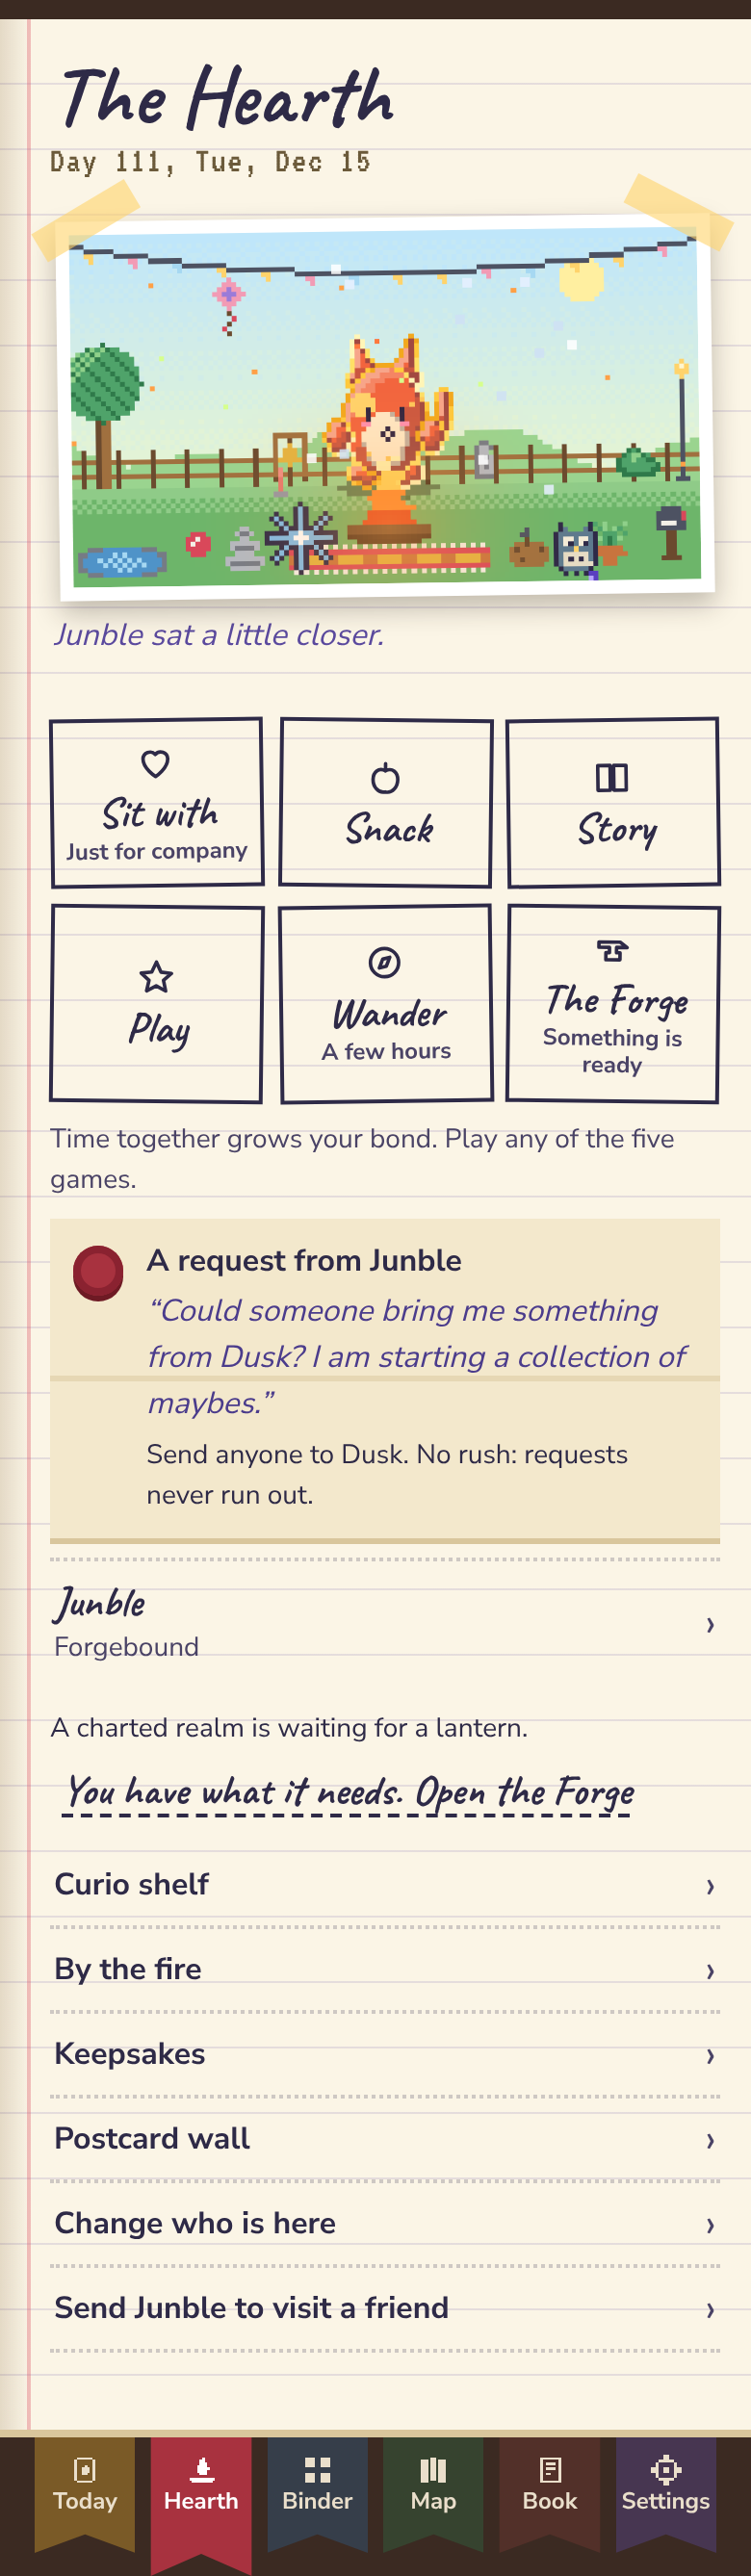 The Hearth
Day 111, Tue, Dec 15
Junble sat a little closer.
Sit with
Just for company
Snack
Story
Play
Wander
A few hours
The Forge
Something is
ready
Time together grows your bond. Play any of the five
games.
A request from Junble
“Could someone bring me something
from Dusk? I am starting a collection of
maybes.”
Send anyone to Dusk. No rush: requests
never run out.
Junble
Forgebound
A charted realm is waiting for a lantern.
You have what it needs. Open the Forge
Curio shelf
By the fire
Keepsakes
Postcard wall
Change who is here
Send Junble to visit a friend
Today
Hearth
Binder
Map
Book
Settings